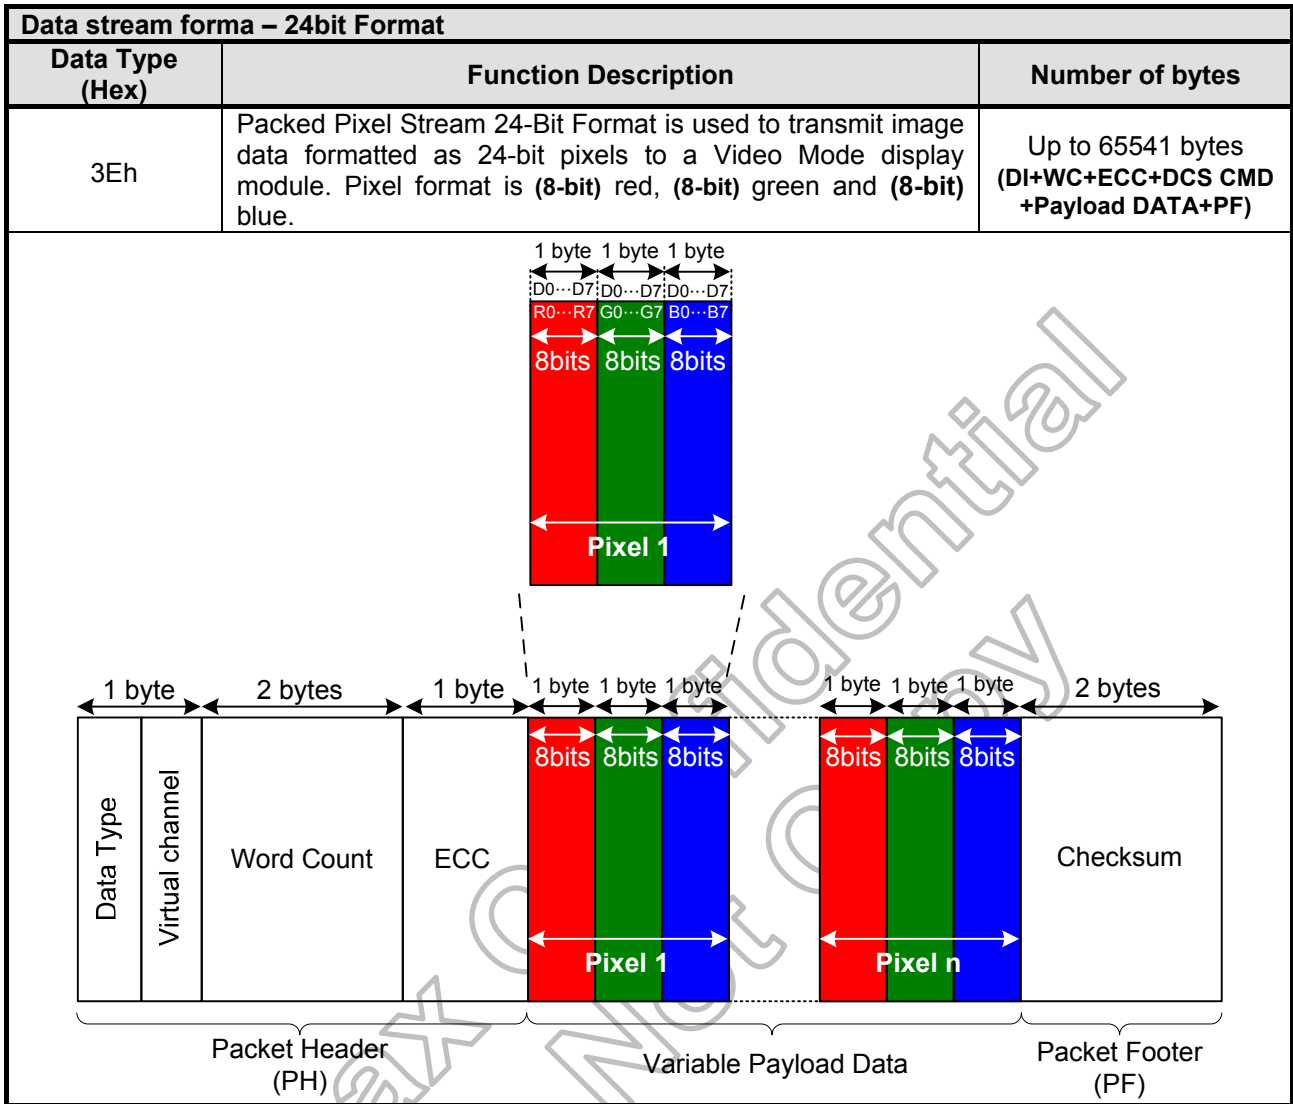 Data stream forma – 24bit Format
Data Type
(Hex)
Function Description
Number of bytes
3Eh
Packed Pixel Stream 24-Bit Format is used to transmit image
data formatted as 24-bit pixels to a Video Mode display
module. Pixel format is (8-bit) red, (8-bit) green and (8-bit)
blue.
Up to 65541 bytes
(DI+WC+ECC+DCS CMD
+Payload DATA+PF)
1 byte 1 byte 1 byte
D0···D7 D0···D7 D0···D7
R0···R7 G0···G7 B0···B7
8bits 8bits 8bits
Pixel 1
1 byte 2 bytes 1 byte 1 byte 1 byte 1 byte 1 byte 1 byte 1 byte 2 bytes
8bits 8bits 8bits 8bits 8bits 8bits
Data Type
Virtual channel
Word Count
ECC
Checksum
Pixel 1
Pixel n
Packet Header
(PH)
Variable Payload Data
Packet Footer
(PF)
Not Copy